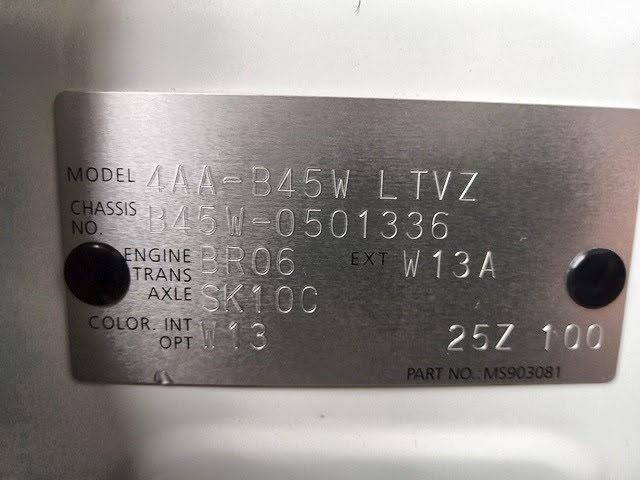 MODEL 4AA-B45W LTVZ
CHASSIS NO. B45W-0501336
ENGINE BR06 EXT W13A
TRANS AXLE SK10C
COLOR. INT OPT W13 25Z 100
PART NO.: MS903081